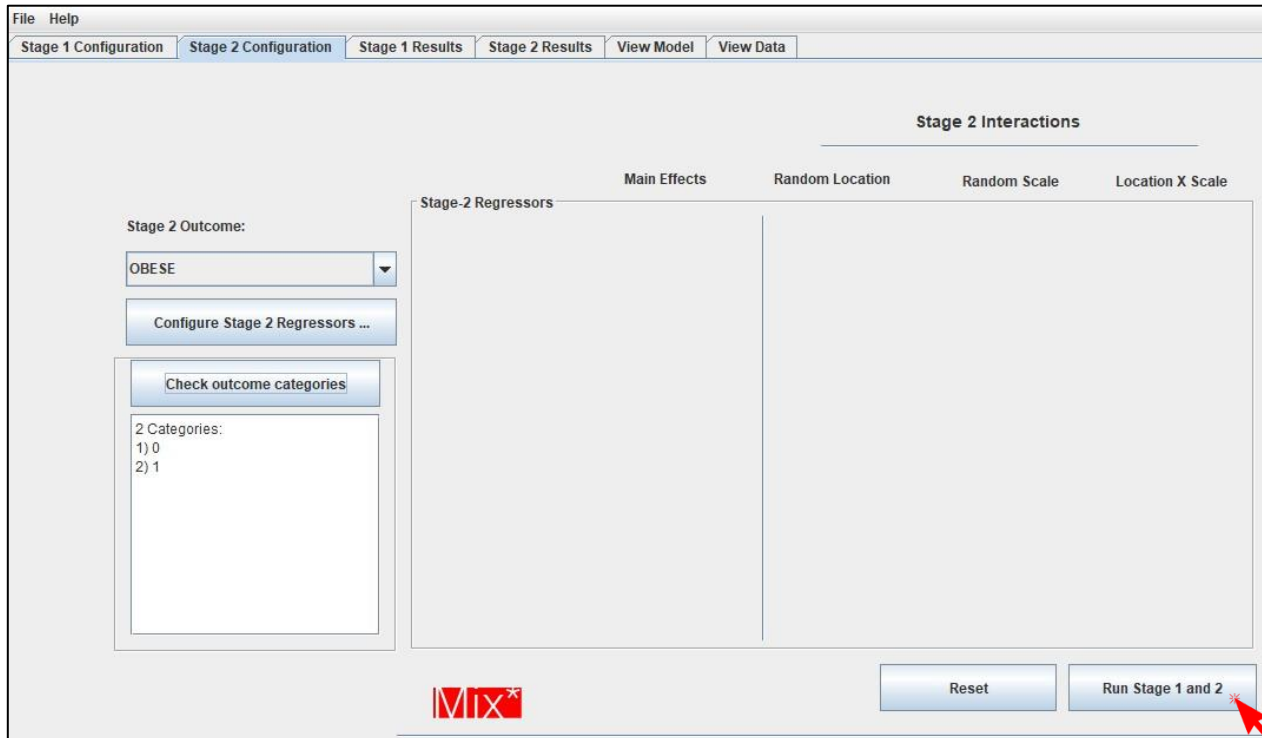 File Help
Stage 1 Configuration Stage 2 Configuration Stage 1 Results Stage 2 Results View Model View Data
Stage 2 Interactions
Main Effects Random Location Random Scale Location X Scale
Stage-2 Regressors
Stage 2 Outcome:
OBESE
Configure Stage 2 Regressors ...
Check outcome categories
2 Categories:
1) 0
2) 1
Reset Run Stage 1 and 2
Mix*